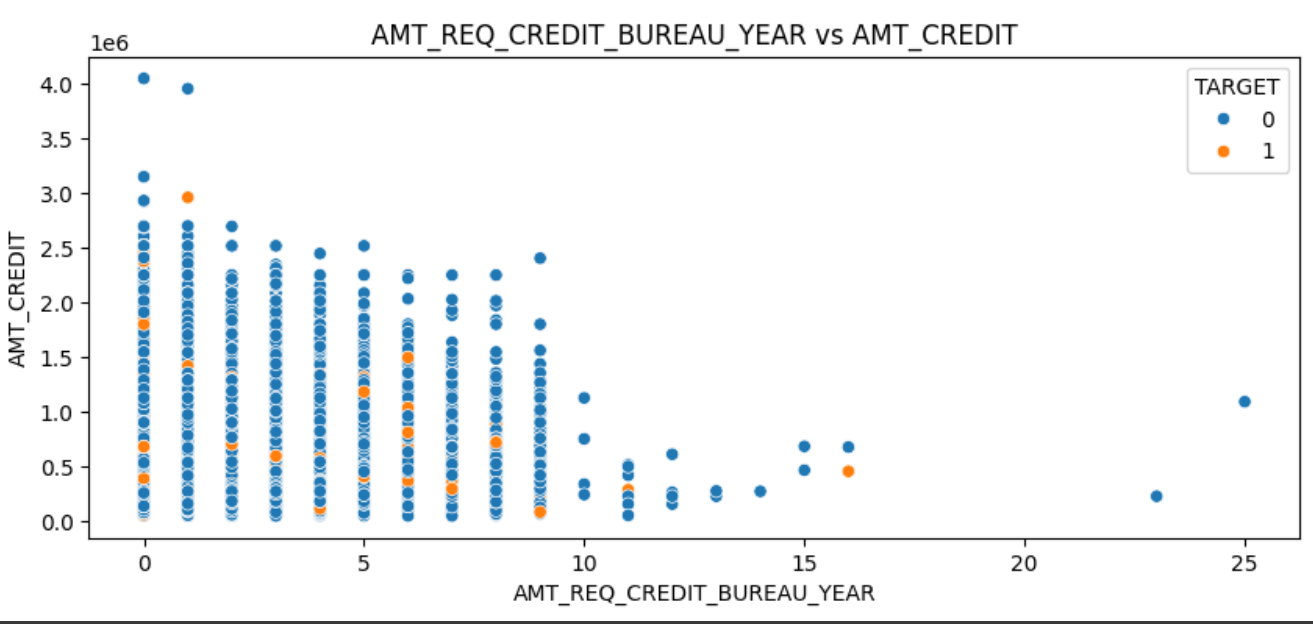 AMT_REQ_CREDIT_BUREAU_YEAR vs AMT_CREDIT
1e6
4.0
3.5
3.0
2.5
2.0
1.5
1.0
0.5
0.0
AMT_CREDIT
TARGET
0
1
0 5 10 15 20 25
AMT_REQ_CREDIT_BUREAU_YEAR